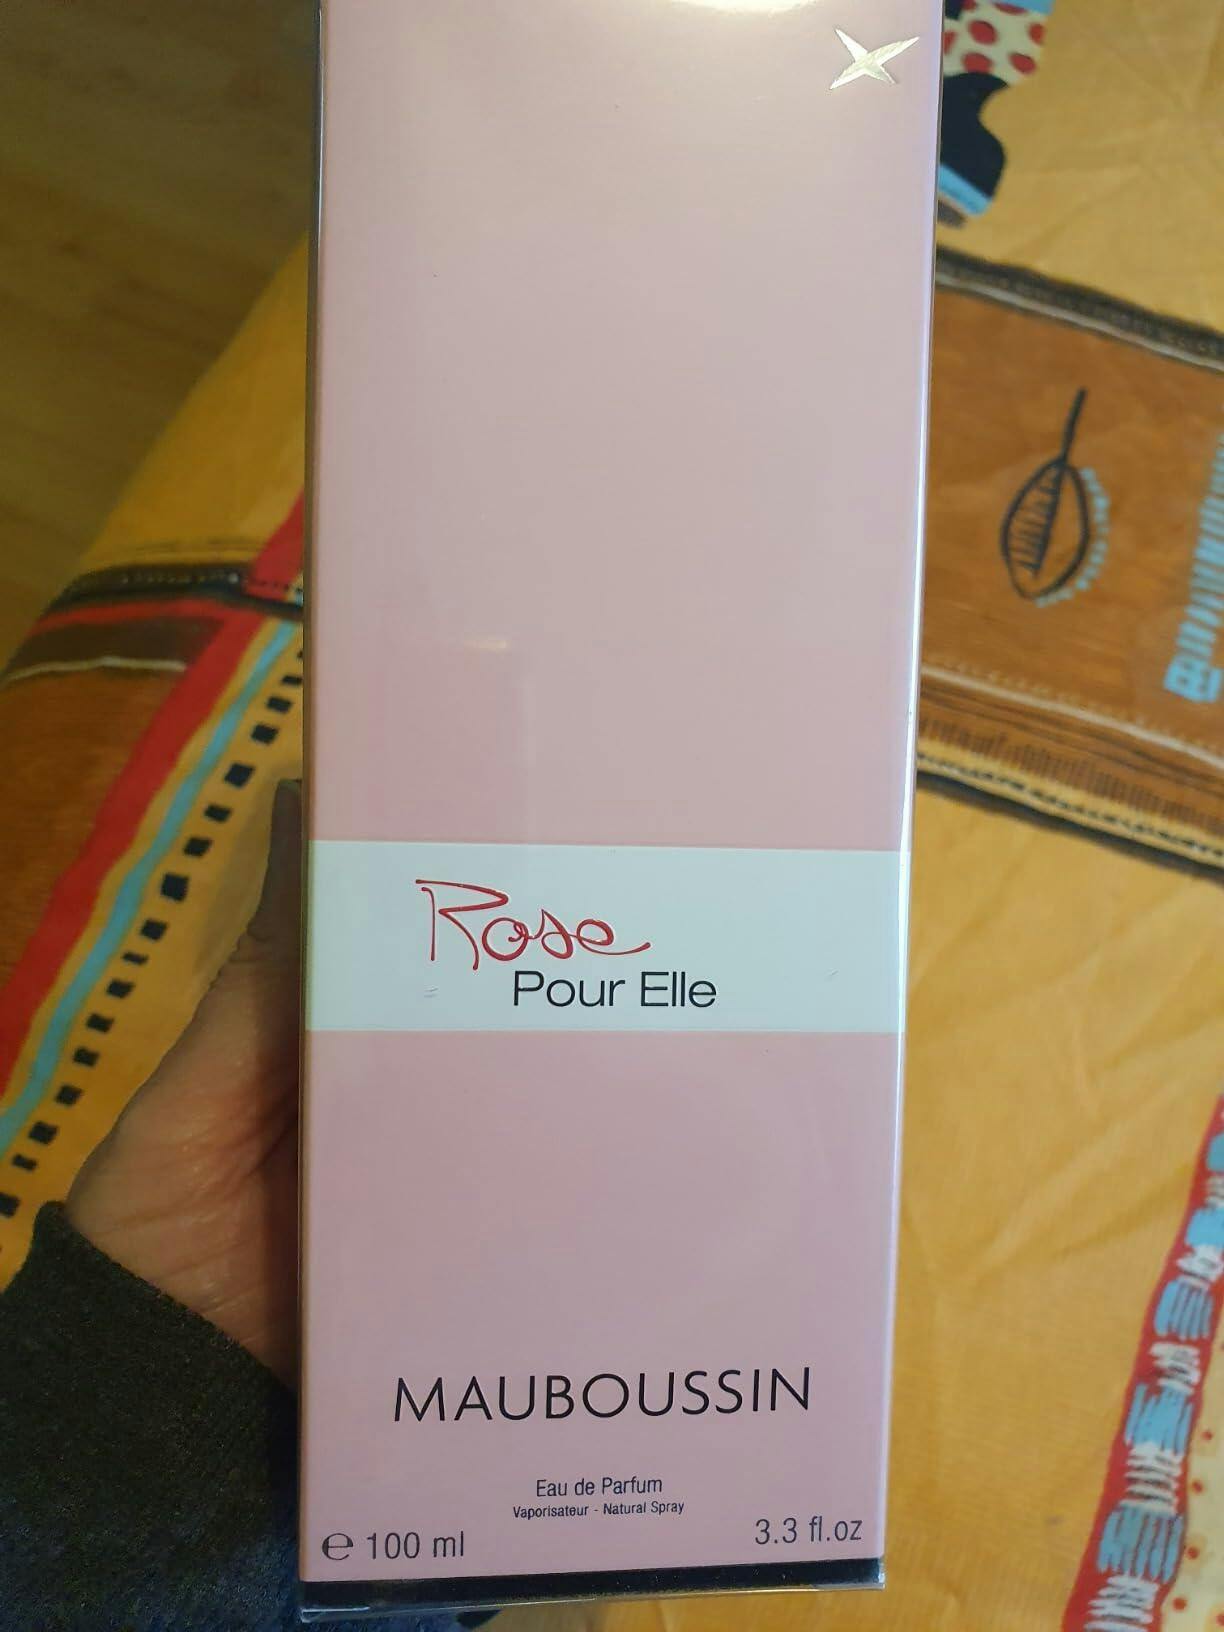 Rose
Pour Elle
MAUBOUSSIN
Eau de Parfum
Vaporisateur - Natural Spray
℮ 100 ml
3.3 fl.oz